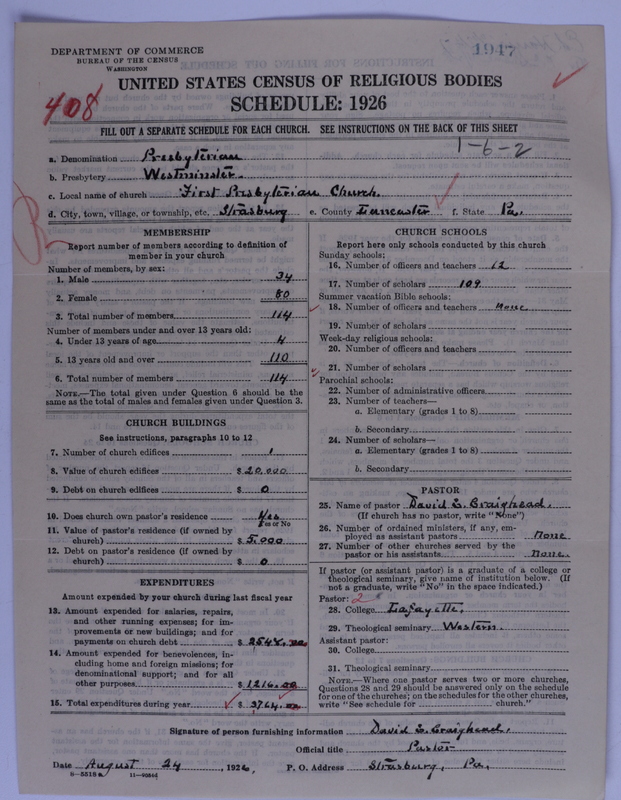 DEPARTMENT OF COMMERCE
BUREAU OF THE CENSUS
WASHINGTON
1947
UNITED STATES CENSUS OF RELIGIOUS BODIES
408
SCHEDULE: 1926
FILL OUT A SEPARATE SCHEDULE FOR EACH CHURCH. SEE INSTRUCTIONS ON THE BACK OF THIS SHEET
1-6-2
a. Denomination Presbyterian
b. Presbytery Westminster.
c. Local name of church First Presbyterian Church.
d. City, town, village, or township, etc. Strasburg e. County Lancaster f. State Pa.
MEMBERSHIP
Report number of members according to definition of
member in your church
Number of members, by sex:
1. Male 34
2. Female 80
3. Total number of members 114
Number of members under and over 13 years old:
4. Under 13 years of age 4
5. 13 years old and over 110
6. Total number of members 114
NOTE.—The total given under Question 6 should be
same as the total of males and females given under Question 3.
CHURCH BUILDINGS
See instructions, paragraphs 10 to 12
7. Number of church edifices 1
8. Value of church edifices $ 20,000
9. Debt on church edifices $ 0
10. Does church own pastor's residence Yes
Yes or No
11. Value of pastor's residence (if owned by
church) $ 5,000
12. Debt on pastor's residence (if owned by
church) $ 0
EXPENDITURES
Amount expended by your church during last fiscal year
13. Amount expended for salaries, repairs,
and other running expenses; for im-
provements or new buildings; and for
payments on church debt $ 2548.00
14. Amount expended for benevolences, in-
cluding home and foreign missions; for
denominational support; and for all
other purposes $ 1216.00
15. Total expenditures during year $ 3764.00
CHURCH SCHOOLS
Report here only schools conducted by this church
Sunday schools:
16. Number of officers and teachers 12
17. Number of scholars 109
Summer vacation Bible schools:
18. Number of officers and teachers None
19. Number of scholars
Week-day religious schools:
20. Number of officers and teachers
21. Number of scholars
Parochial schools:
22. Number of administrative officers
23. Number of teachers—
a. Elementary (grades 1 to 8)
b. Secondary
24. Number of scholars—
a. Elementary (grades 1 to 8)
b. Secondary
PASTOR
25. Name of pastor David E. Craighead.
(If church has no pastor, write "None")
26. Number of ordained ministers, if any, em-
ployed as assistant pastors None
27. Number of other churches served by the
pastor or his assistants None.
If pastor (or assistant pastor) is a graduate of a college or
theological seminary, give name of institution below. (If
not a graduate, write "No" in the space indicated.)
Pastor: 2
28. College Lafayette.
29. Theological seminary Western.
Assistant pastor:
30. College
31. Theological seminary
NOTE.—Where one pastor serves two or more churches,
Questions 28 and 29 should be answered only on the schedule
for one of the churches; on the schedules for the other churches,
write "See schedule for church."
Signature of person furnishing information David E. Craighead.
Official title Pastor
Date August 24, 1926, P. O. Address Strasburg, Pa.
8—5518 a 11—9034